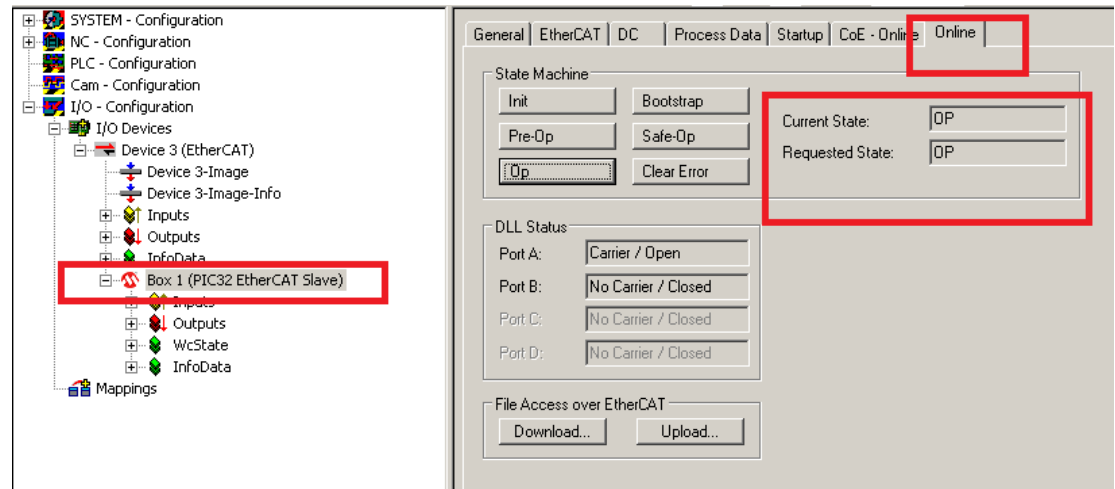 SYSTEM - Configuration
NC - Configuration
PLC - Configuration
Cam - Configuration
I/O - Configuration
I/O Devices
Device 3 (EtherCAT)
Device 3-Image
Device 3-Image-Info
Inputs
Outputs
InfoData
Box 1 (PIC32 EtherCAT Slave)
Inputs
Outputs
WcState
InfoData
Mappings
General EtherCAT DC Process Data Startup CoE - Online Online
State Machine
Init Bootstrap
Pre-Op Safe-Op
Op Clear Error
Current State: OP
Requested State: OP
DLL Status
Port A: Carrier / Open
Port B: No Carrier / Closed
Port C: No Carrier / Closed
Port D: No Carrier / Closed
File Access over EtherCAT
Download... Upload...